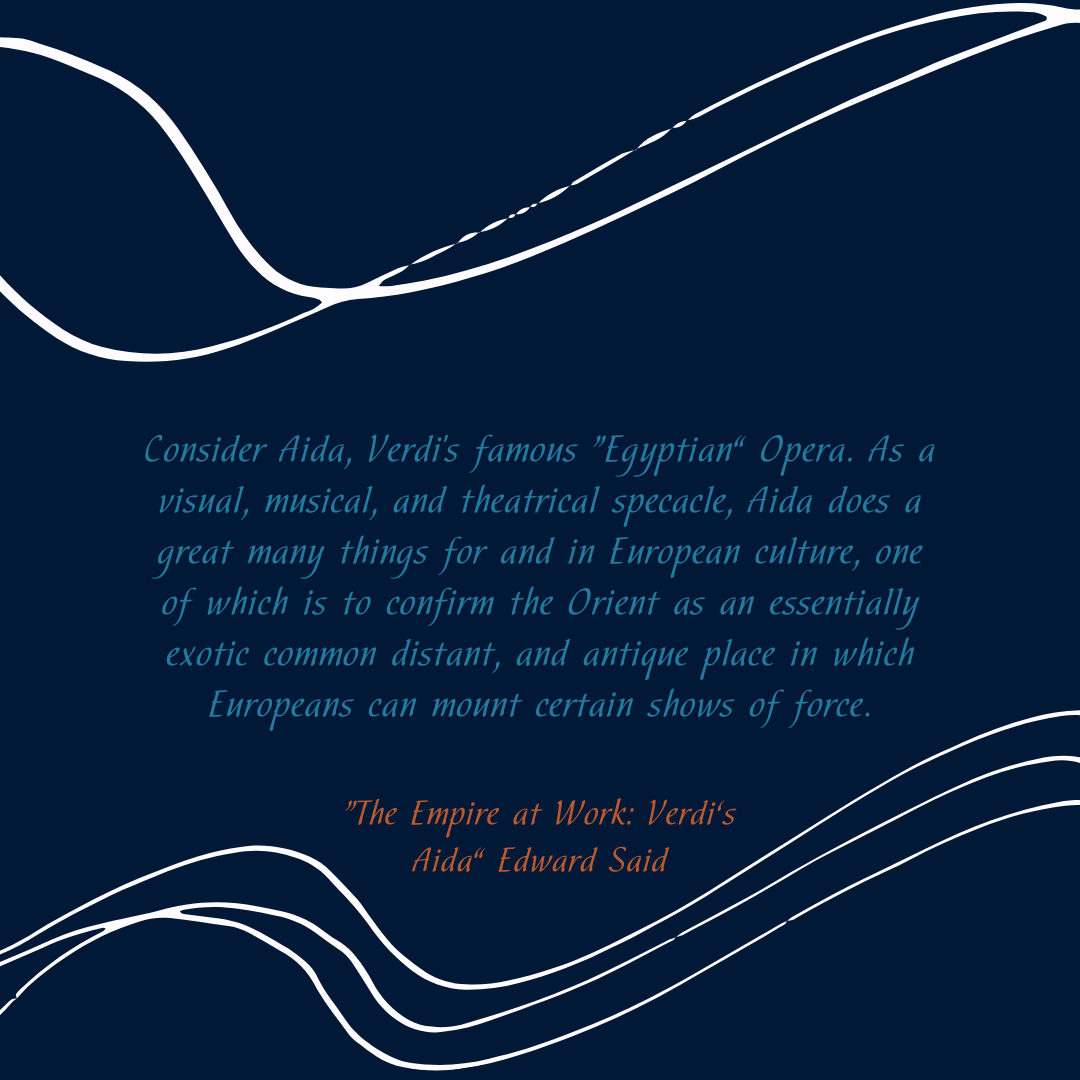 Consider Aida, Verdi's famous ”Egyptian“ Opera. As a
visual, musical, and theatrical specacle, Aida does a
great many things for and in European culture, one
of which is to confirm the Orient as an essentially
exotic common distant, and antique place in which
Europeans can mount certain shows of force.
”The Empire at Work: Verdi‘s
Aida“ Edward Said